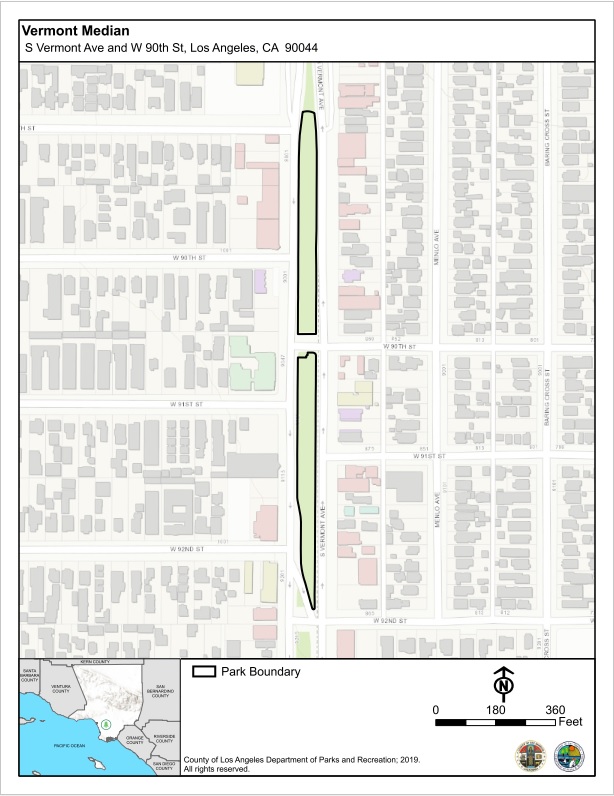 Vermont Median
S Vermont Ave and W 90th St, Los Angeles, CA 90044
VERMONT AVE
H ST
BARING CROSS ST
W 90TH ST
MENLO AVE
W 90TH ST
BARING CROSS ST
W 91ST ST
W 91ST ST
MENLO AVE
S VERMONT AVE
W 92ND ST
W 92ND ST
CROSS ST
KERN COUNTY
SANTA BARBARA COUNTY
VENTURA COUNTY
SAN BERNARDINO COUNTY
ORANGE COUNTY
RIVERSIDE COUNTY
SAN DIEGO COUNTY
PACIFIC OCEAN
Park Boundary
N
0 180 360
Feet
County of Los Angeles Department of Parks and Recreation; 2019.
All rights reserved.